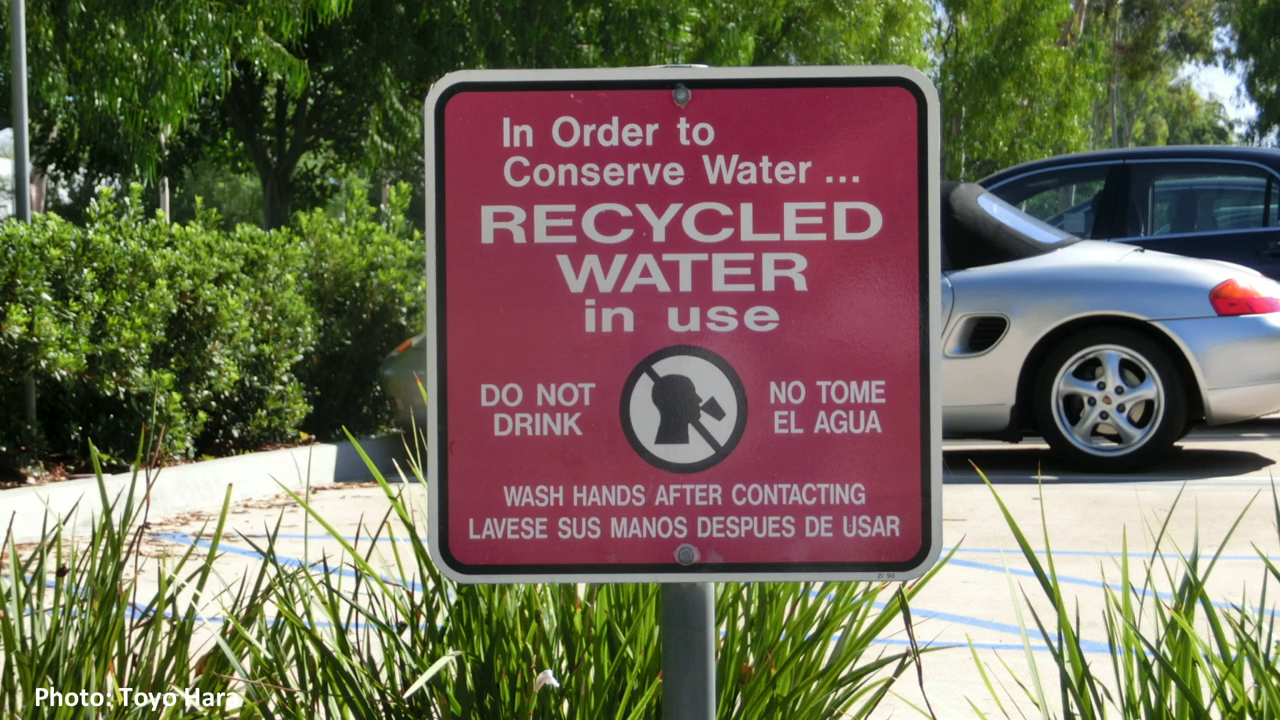 In Order to
Conserve Water ...
RECYCLED
WATER
in use
DO NOT
DRINK
NO TOME
EL AGUA
WASH HANDS AFTER CONTACTING
LAVESE SUS MANOS DESPUES DE USAR
Photo: Toyo Hara